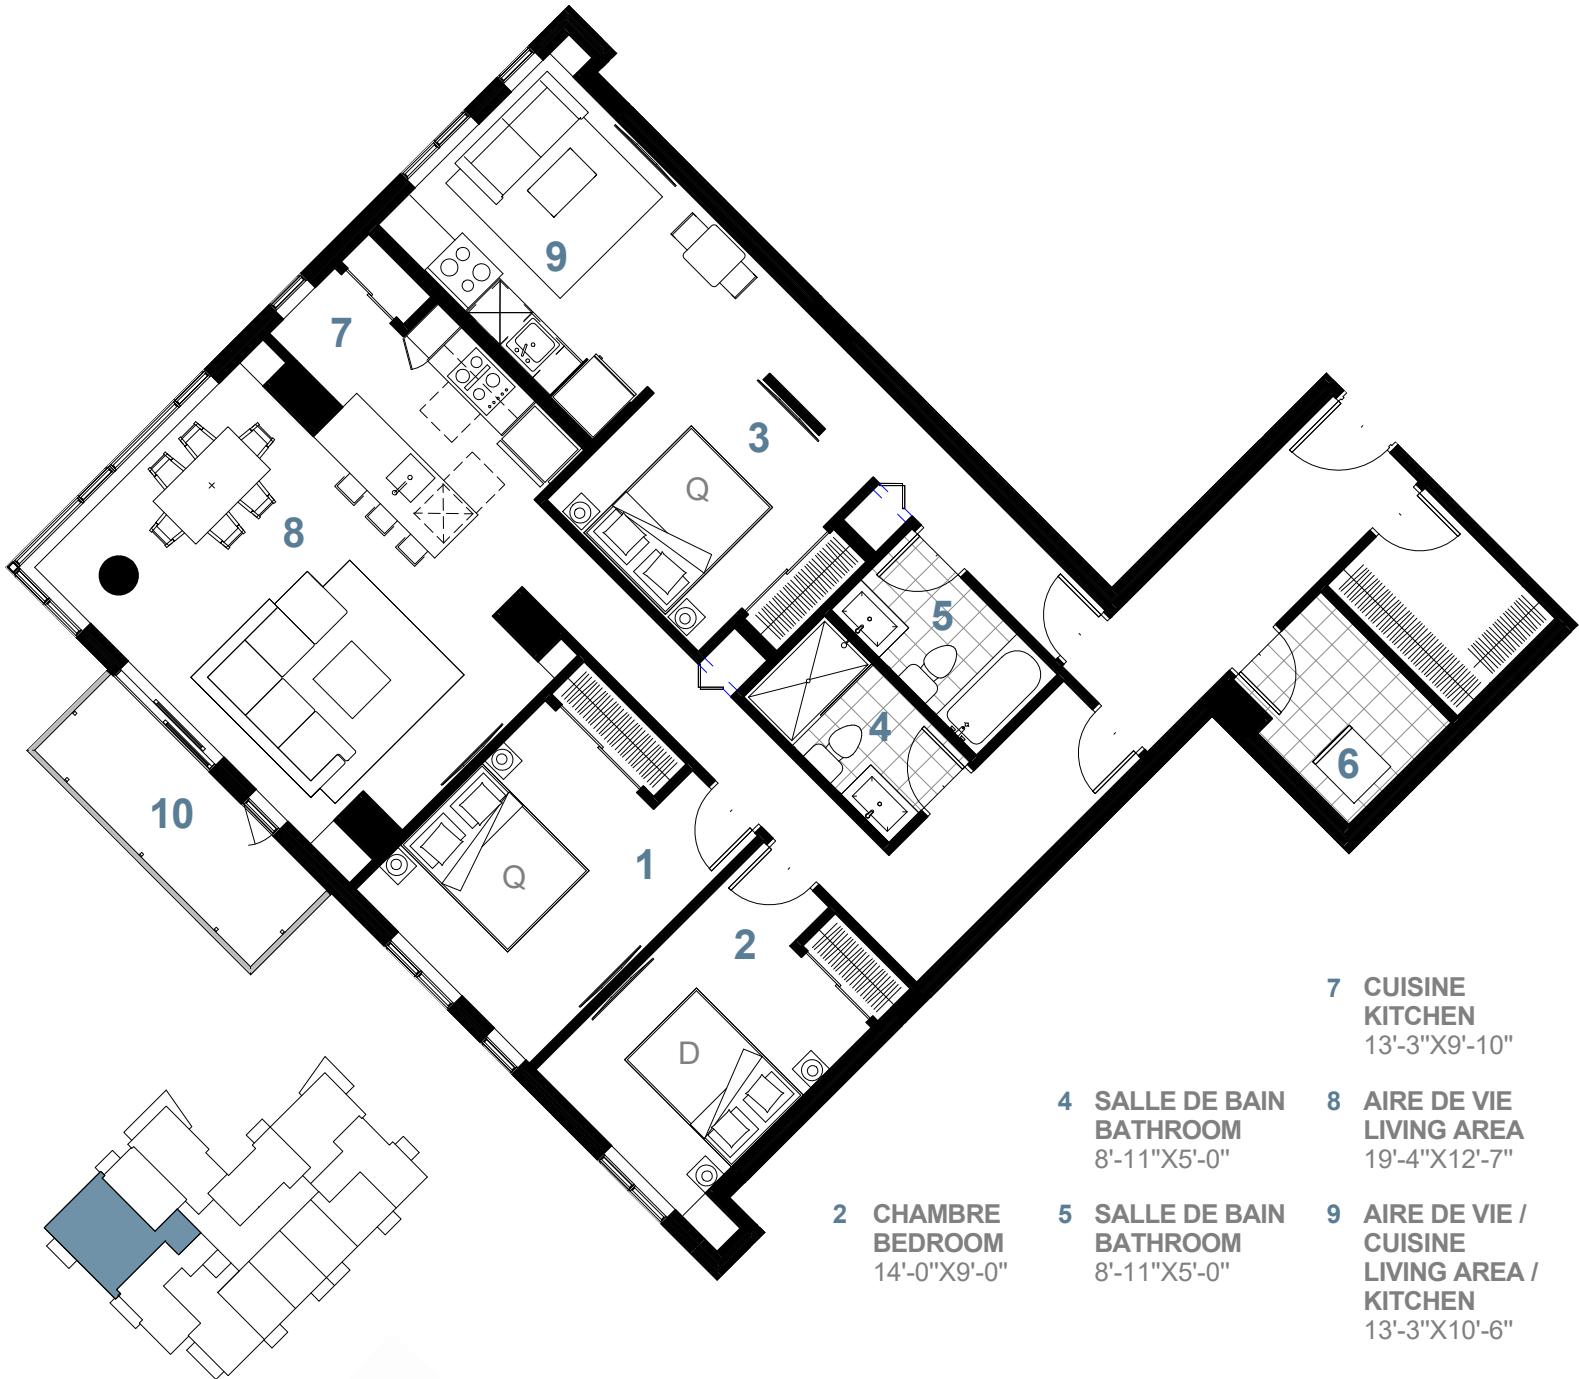 9
7
3
Q
8
5
4
6
10
1
Q
2
D
7 CUISINE
KITCHEN
13'-3"X9'-10"
4 SALLE DE BAIN
BATHROOM
8'-11"X5'-0"
8 AIRE DE VIE
LIVING AREA
19'-4"X12'-7"
2 CHAMBRE
BEDROOM
14'-0"X9'-0"
5 SALLE DE BAIN
BATHROOM
8'-11"X5'-0"
9 AIRE DE VIE /
CUISINE
LIVING AREA /
KITCHEN
13'-3"X10'-6"